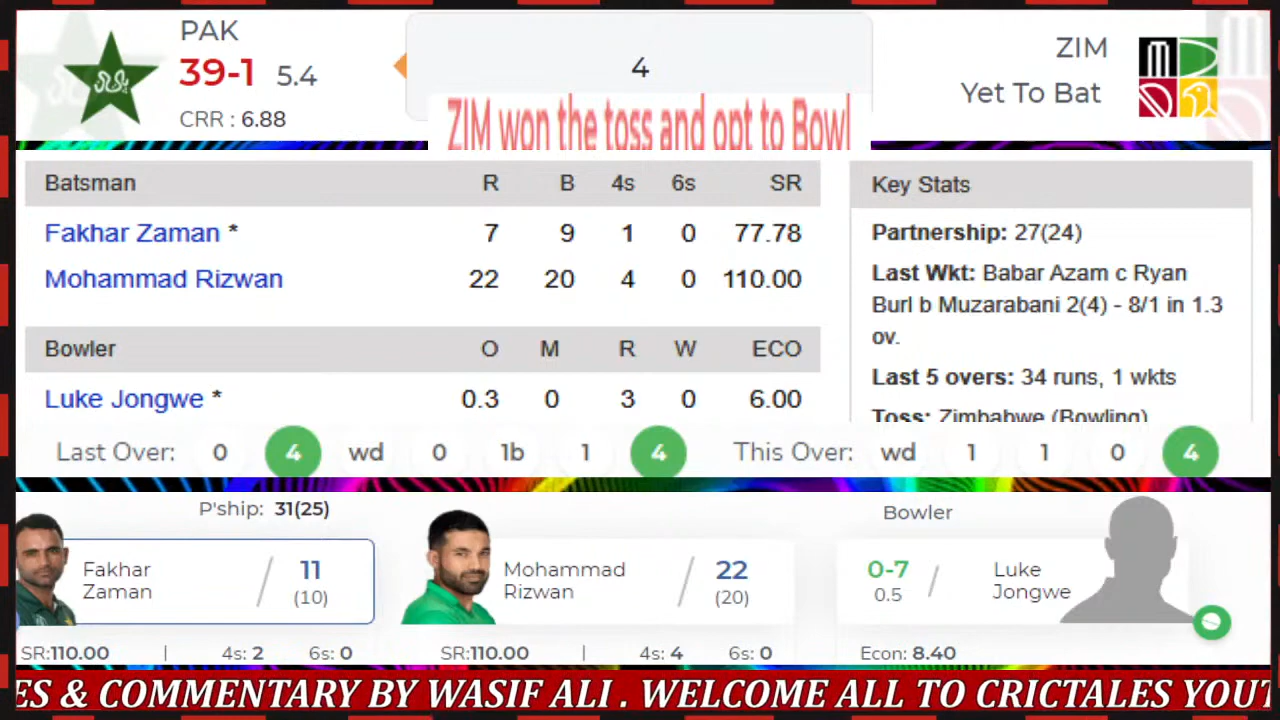 PAK
39-1 5.4
CRR : 6.88
4
ZIM won the toss and opt to Bowl
ZIM
Yet To Bat
Batsman R B 4s 6s SR
Fakhar Zaman * 7 9 1 0 77.78
Mohammad Rizwan 22 20 4 0 110.00
Bowler O M R W ECO
Luke Jongwe * 0.3 0 3 0 6.00
Key Stats
Partnership: 27(24)
Last Wkt: Babar Azam c Ryan
Burl b Muzarabani 2(4) - 8/1 in 1.3
ov.
Last 5 overs: 34 runs, 1 wkts
Toss: Zimbabwe (Bowling)
Last Over: 0 4 wd 0 1b 1 4
This Over: wd 1 1 0 4
P'ship: 31(25)
Fakhar
Zaman
/ 11
(10)
SR:110.00 | 4s: 2 6s: 0
Mohammad
Rizwan
/ 22
(20)
SR:110.00 | 4s: 4 6s: 0
Bowler
0-7 /
0.5
Luke
Jongwe
Econ: 8.40
ES & COMMENTARY BY WASIF ALI . WELCOME ALL TO CRICTALES YOUT